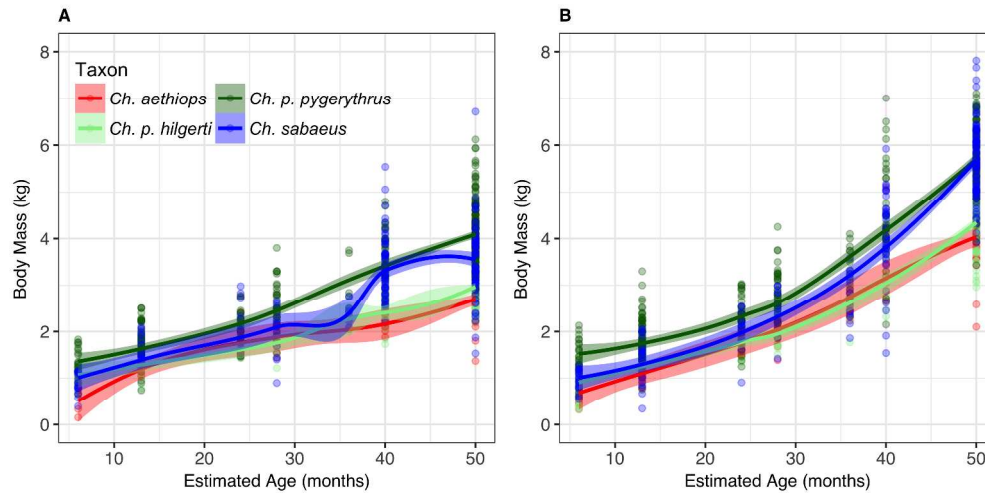 A
B
Taxon
Ch. aethiops
Ch. p. pygerythrus
Ch. p. hilgerti
Ch. sabaeus
Body Mass (kg)
8
6
4
2
0
10 20 30 40 50
Estimated Age (months)
Body Mass (kg)
8
6
4
2
0
10 20 30 40 50
Estimated Age (months)